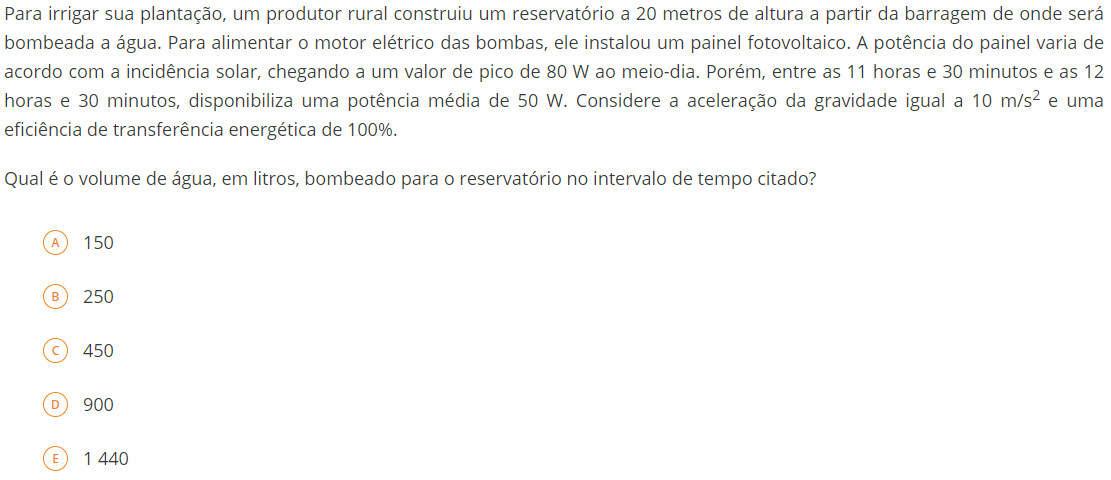 Para irrigar sua plantação, um produtor rural construiu um reservatório a 20 metros de altura a partir da barragem de onde será
bombeada a água. Para alimentar o motor elétrico das bombas, ele instalou um painel fotovoltaico. A potência do painel varia de
acordo com a incidência solar, chegando a um valor de pico de 80 W ao meio-dia. Porém, entre as 11 horas e 30 minutos e as 12
horas e 30 minutos, disponibiliza uma potência média de 50 W. Considere a aceleração da gravidade igual a 10 m/s² e uma
eficiência de transferência energética de 100%.
Qual é o volume de água, em litros, bombeado para o reservatório no intervalo de tempo citado?
A 150
B 250
C 450
D 900
E 1 440